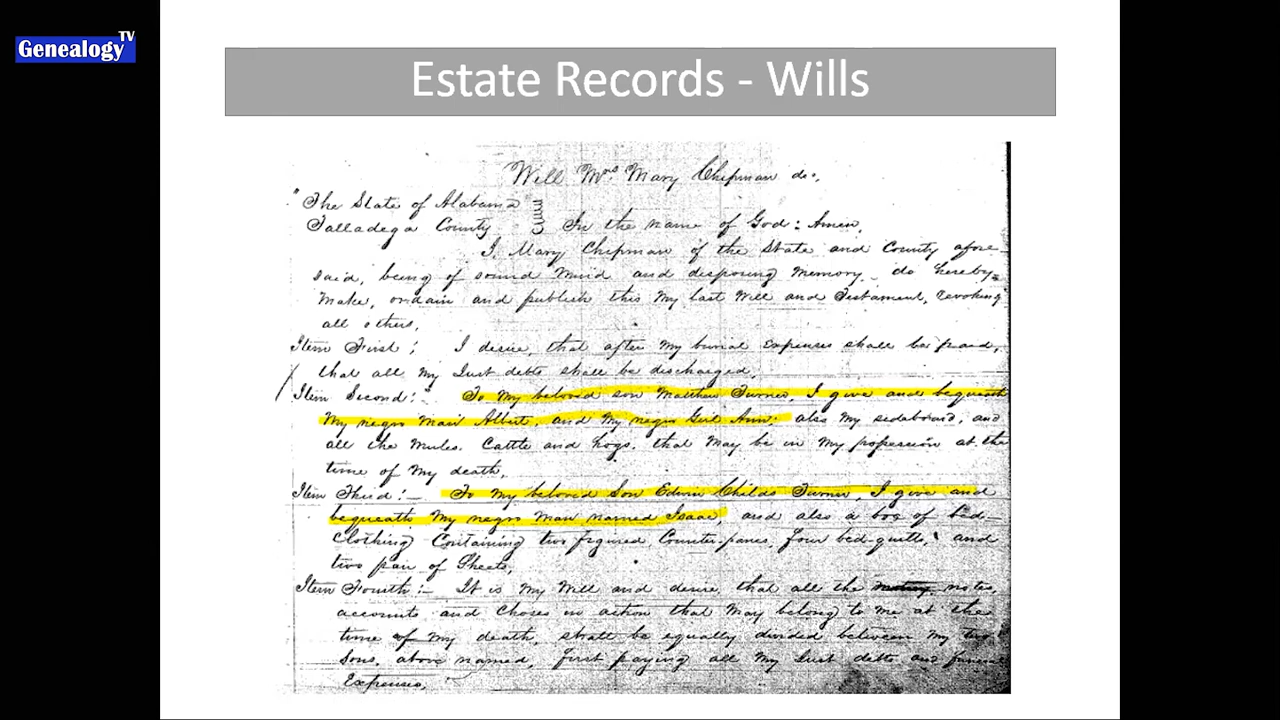 Genealogy TV
Estate Records - Wills
Will Mrs Mary Chapman de.,
The State of Alabama
Talladega County In the name of God: Amen,
I, Mary Chapman of the State and County afore
said, being of sound mind and disposing memory do hereby
make, ordain and publish this my last will and Testament, revoking
all others,
Item First; I desire, that after my burial expenses shall be paid,
that all my Just debts shall be discharged,
Item Second:- To my beloved son Matthew Turner, I give and bequeath
my negro man Albert, and my negro Girl Ann; also my sideboard, and
all the mules. Cattle and hogs. that may be in my possession at the
time of my death,
Item Third:- To my beloved Son Edwin Childs Turner, I give and
bequeath my negro man named Isaac, and also a box of bed-
clothing Containing two figured Counter-panes, four bed-quilts, and
two pair of Sheets,
Item Fourth:- It is my will and desire that all the notes
accounts and choses in action that may belong to me at the
time of my death, shall be equally divided between my two
sons, above named, first paying all my Just debts and funeral
Expenses,